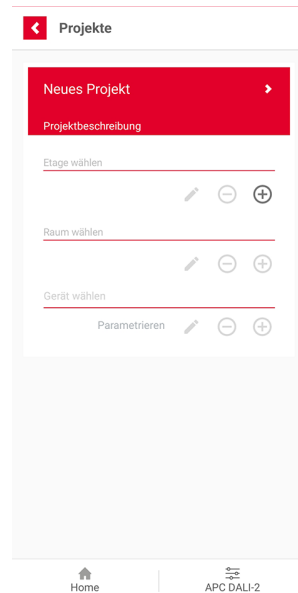 Projekte
Neues Projekt
Projektbeschreibung
Etage wählen
Raum wählen
Gerät wählen
Parametrieren
Home
APC DALI-2